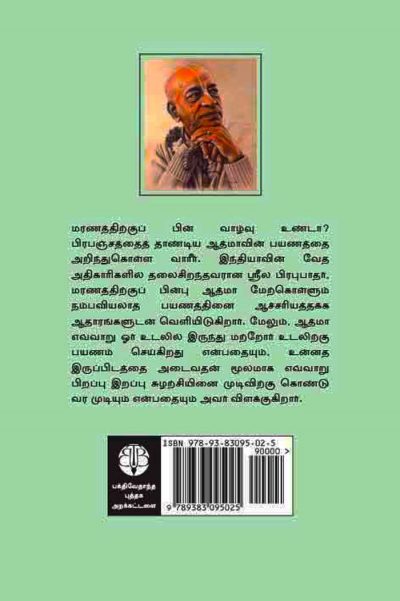 மரணத்திற்குப் பின் வாழ்வு உண்டா?
பிரபஞ்சத்தைத் தாண்டிய ஆத்மாவின் பயணத்தை
அறிந்துகொள்ள வாரீர். இந்தியாவின் வேத
அதிகாரிகளில் தலைசிறந்தவரான ஸ்ரீல பிரபுபாதா,
மரணத்திற்குப் பின்பு ஆத்மா மேற்கொள்ளும்
நம்பவியலாத பயணத்தினை ஆச்சரியத்தக்க
ஆதாரங்களுடன் வெளியிடுகிறார். மேலும், ஆத்மா
எவ்வாறு ஓர் உடலில் இருந்து மற்றோர் உடலிற்கு
பயணம் செய்கிறது என்பதையும், உன்னத
இருப்பிடத்தை அடைவதன் மூலமாக எவ்வாறு
பிறப்பு இறப்பு சுழற்சியினை முடிவிற்கு கொண்டு
வர முடியும் என்பதையும் அவர் விளக்குகிறார்.
பக்திவேதாந்த
புத்தக
அறக்கட்டளை
ISBN 978-93-83095-02-5
90000 >
9 789383 095025